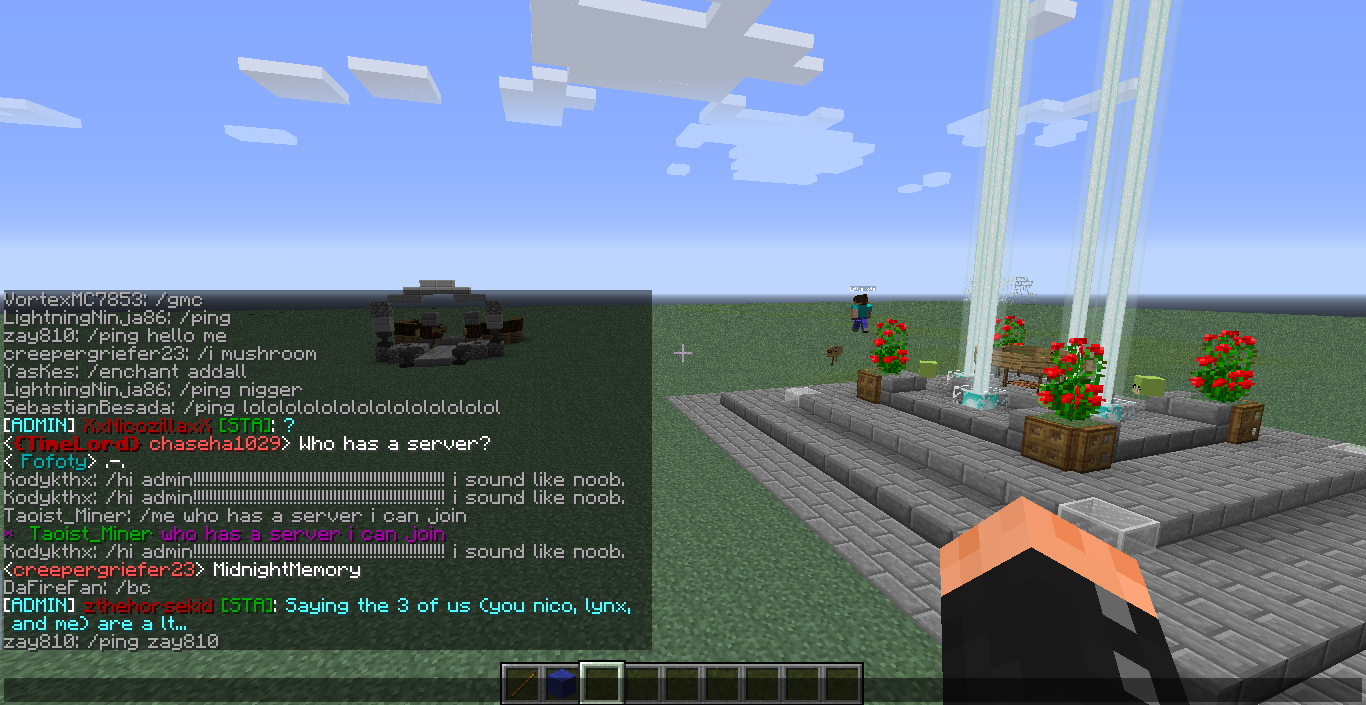 VortexMC7853: /gmc
LightningNinja86: /ping
zay810: /ping hello me
creepergriefer23: /i mushroom
YasKes: /enchant addall
LightningNinja86: /ping nigger
SebastianBesada: /ping lolololololololololololololol
[ADMIN] XxNicozillaxX [STA]: ?
<{TimeLord} chaseha1029> Who has a server?
< Fofoty> .-.
Kodykthx: /hi admin!!!!!!!!!!!!!!!!!!!!!!!!!!!!!!!!!!!!!!!!!!!!!!!!!!!!!!!!!!!!!!! i sound like noob.
Kodykthx: /hi admin!!!!!!!!!!!!!!!!!!!!!!!!!!!!!!!!!!!!!!!!!!!!!!!!!!!!!!!!!!!!!!! i sound like noob.
Taoist_Miner: /me who has a server i can join
* Taoist_Miner who has a server i can join
Kodykthx: /hi admin!!!!!!!!!!!!!!!!!!!!!!!!!!!!!!!!!!!!!!!!!!!!!!!!!!!!!!!!!!!!!!! i sound like noob.
<creepergriefer23> MidnightMemory
DaFireFan: /bc
[ADMIN] zthehorsekid [STA]: Saying the 3 of us (you nico, lynx,
and me) are a lt...
zay810: /ping zay810